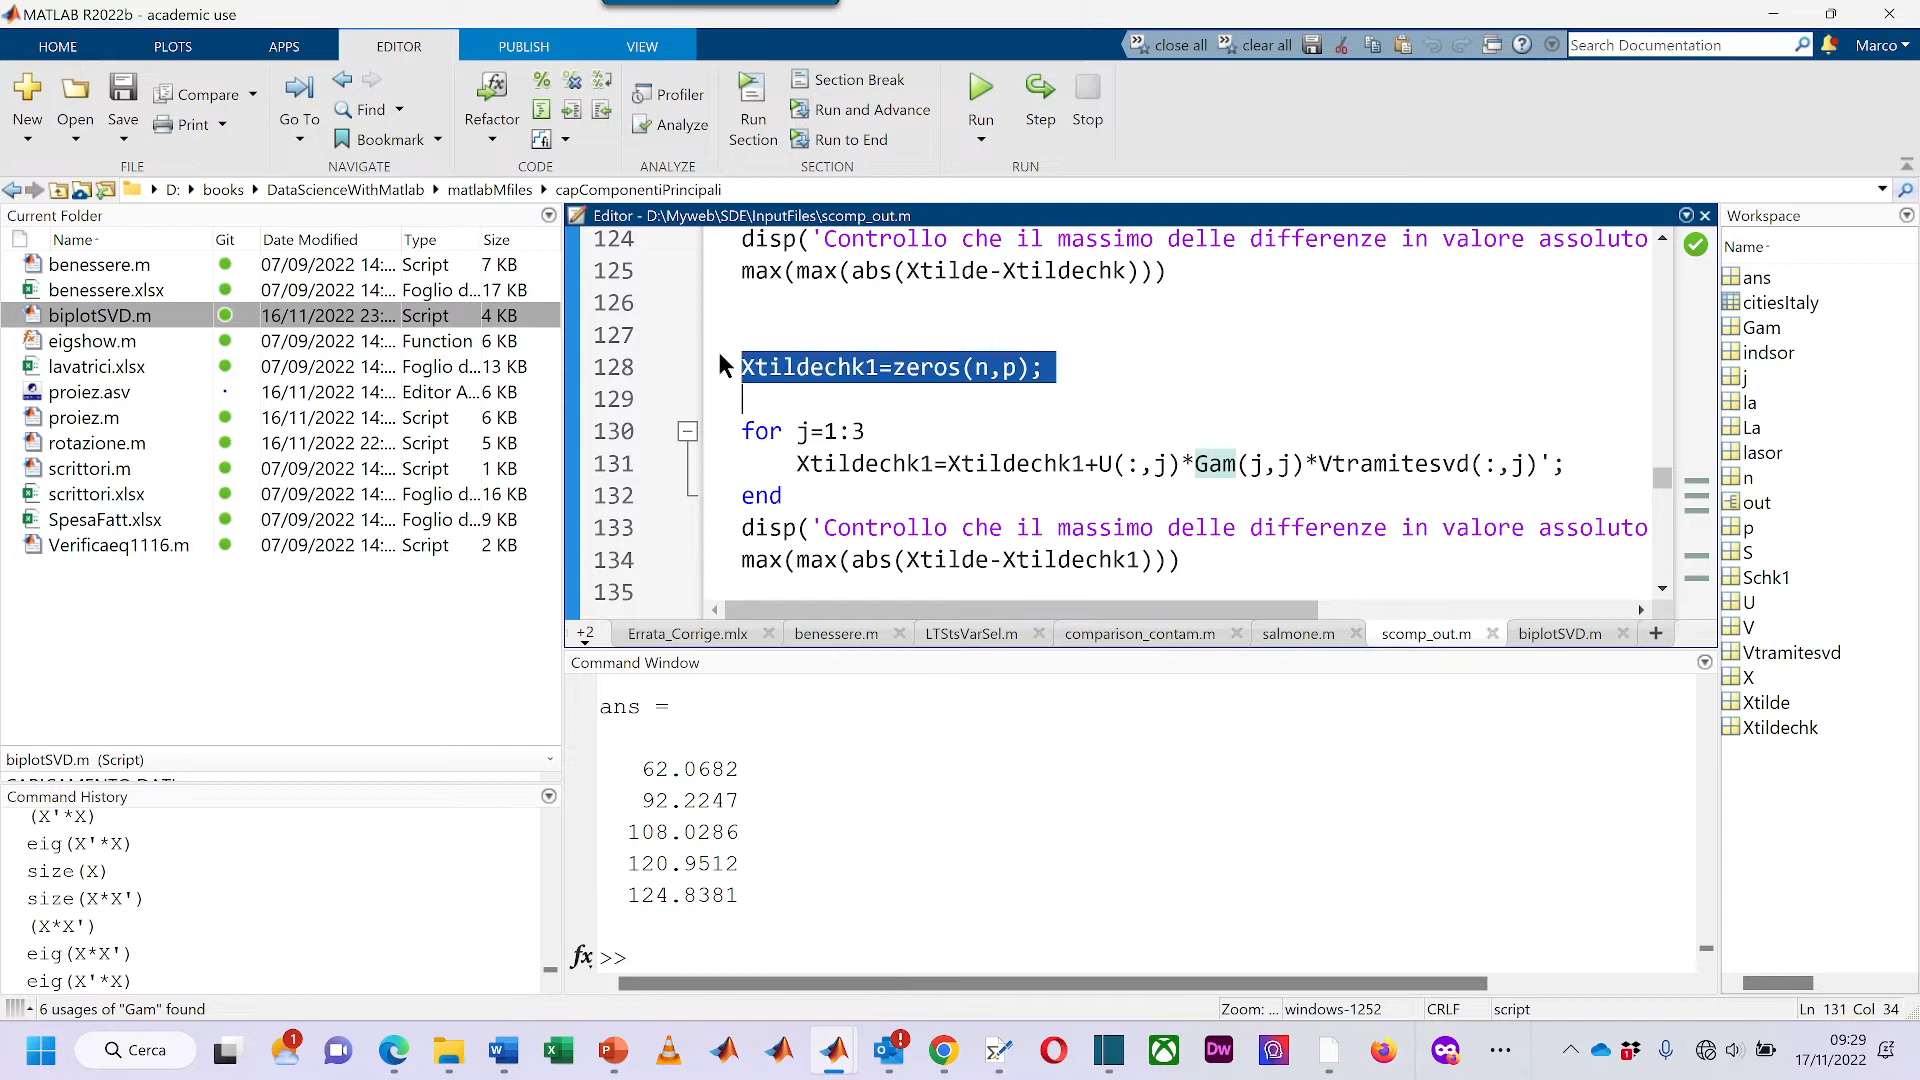 MATLAB R2022b - academic use
HOME PLOTS APPS EDITOR PUBLISH VIEW
close all clear all Search Documentation Marco
New Open Save Compare Print
Go To Find Bookmark
Refactor
Profiler Analyze
Run Section Section Break Run and Advance Run to End
Run Step Stop
FILE NAVIGATE CODE ANALYZE SECTION RUN
D: books DataScienceWithMatlab matlabMfiles capComponentiPrincipali
Current Folder
Name Git Date Modified Type Size
benessere.m 07/09/2022 14:... Script 7 KB
benessere.xlsx 07/09/2022 14:... Foglio d... 17 KB
biplotSVD.m 16/11/2022 23:... Script 4 KB
eigshow.m 07/09/2022 14:... Function 6 KB
lavatrici.xlsx 07/09/2022 14:... Foglio d... 13 KB
proiez.asv 16/11/2022 14:... Editor A... 6 KB
proiez.m 16/11/2022 14:... Script 6 KB
rotazione.m 16/11/2022 22:... Script 5 KB
scrittori.m 07/09/2022 14:... Script 1 KB
scrittori.xlsx 07/09/2022 14:... Foglio d... 16 KB
SpesaFatt.xlsx 07/09/2022 14:... Foglio d... 9 KB
Verificaeq1116.m 07/09/2022 14:... Script 2 KB
biplotSVD.m (Script)
Command History
(X'*X)
eig(X'*X)
size(X)
size(X*X')
(X*X')
eig(X*X')
eig(X'*X)
Editor - D:\Myweb\SDE\InputFiles\scomp_out.m
124 disp('Controllo che il massimo delle differenze in valore assoluto
125 max(max(abs(Xtilde-Xtildechk)))
126
127
128 Xtildechk1=zeros(n,p);
129
130 for j=1:3
131 Xtildechk1=Xtildechk1+U(:,j)*Gam(j,j)*Vtramitesvd(:,j)';
132 end
133 disp('Controllo che il massimo delle differenze in valore assoluto
134 max(max(abs(Xtilde-Xtildechk1)))
135
+2 Errata_Corrige.mlx benessere.m LTStsVarSel.m comparison_contam.m salmone.m scomp_out.m biplotSVD.m +
Command Window
ans =
62.0682
92.2247
108.0286
120.9512
124.8381
fx >>
Workspace
Name
ans
citiesItaly
Gam
indsor
j
la
La
lasor
n
out
p
S
Schk1
U
V
Vtramitesvd
X
Xtilde
Xtildechk
6 usages of "Gam" found Zoom: ... windows-1252 CRLF script Ln 131 Col 34
Cerca
09:29
17/11/2022